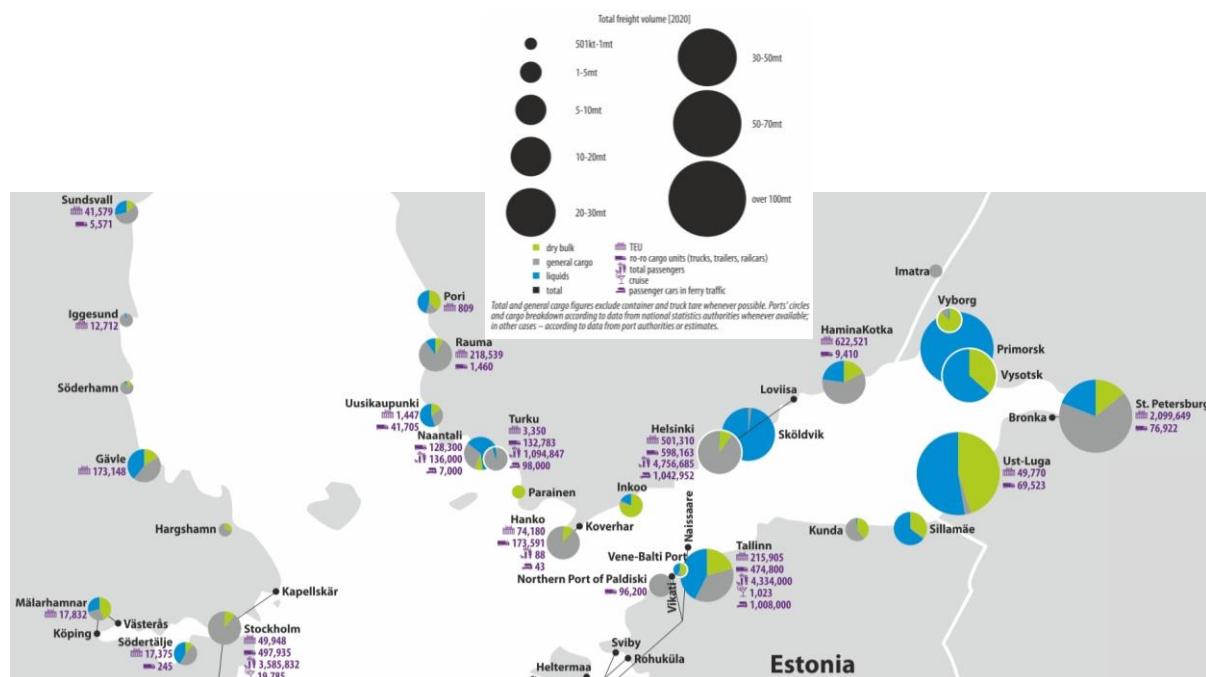 Total freight volume [2020]
501kt-1mt
1-5mt
5-10mt
10-20mt
20-30mt
30-50mt
50-70mt
over 100mt
dry bulk
general cargo
liquids
total
TEU
ro-ro cargo units (trucks, trailers, railcars)
total passengers
cruise
passenger cars in ferry traffic
Total and general cargo figures exclude container and truck tare whenever possible. Ports' circles
and cargo breakdown according to data from national statistics authorities whenever available;
in other cases – according to data from port authorities or estimates.
Sundsvall
41,579
5,571
Iggesund
12,712
Söderhamn
Gävle
173,148
Hargshamn
Kapellskär
Mälarhamnar
17,832
Västerås
Köping
Södertälje
17,375
245
Stockholm
49,948
497,935
3,585,832
19,785
Pori
809
Rauma
218,539
1,460
Uusikaupunki
1,447
41,705
Naantali
128,300
136,000
7,000
Turku
3,350
132,783
1,094,847
98,000
Parainen
Hanko
74,180
173,591
88
43
Koverhar
Inkoo
Helsinki
501,310
598,163
4,756,685
1,042,952
Loviisa
Sköldvik
HaminaKotka
622,521
9,410
Imatra
Vyborg
Primorsk
Vysotsk
Bronka
St. Petersburg
2,099,649
76,922
Ust-Luga
49,770
69,523
Sillamäe
Kunda
Naissaare
Vene-Balti Port
Tallinn
215,905
474,800
4,334,000
1,023
1,008,000
Northern Port of Paldiski
96,200
Vikati
Sviby
Rohuküla
Heltermaa
Estonia